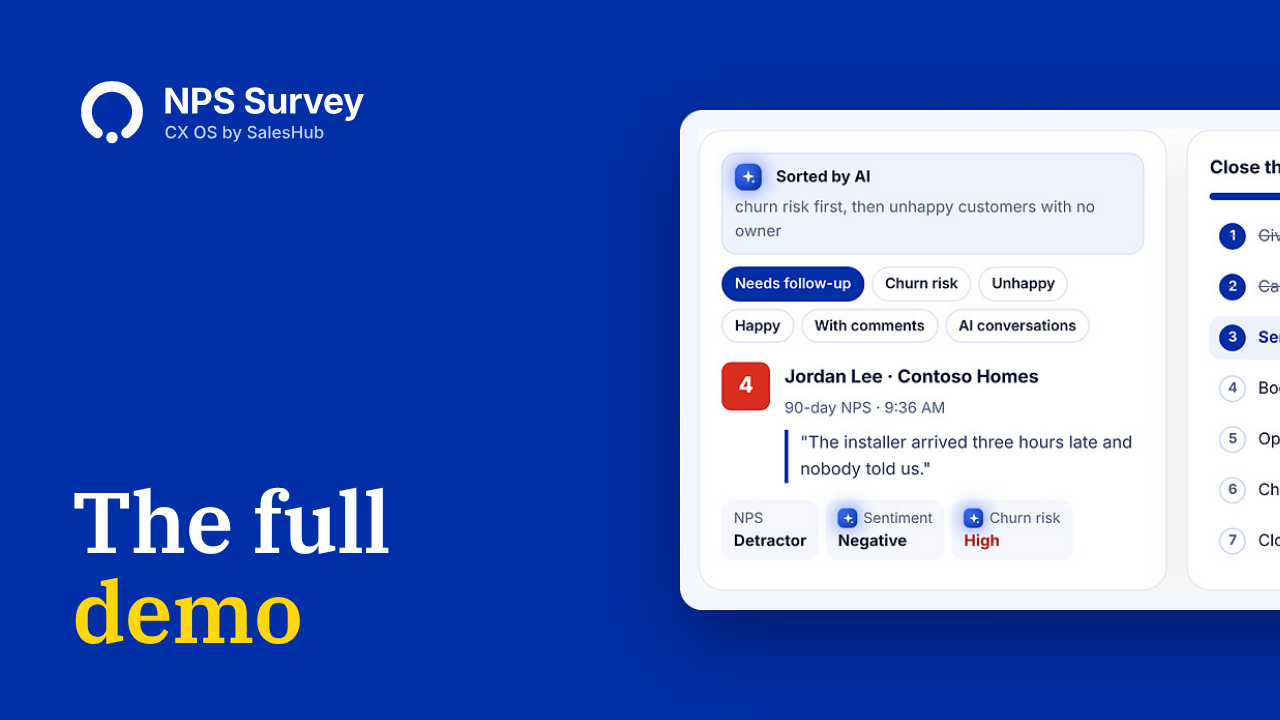 NPS Survey
CX OS by SalesHub
The full
demo
Sorted by AI
churn risk first, then unhappy customers with no
owner
Needs follow-up
Churn risk
Unhappy
Happy
With comments
AI conversations
4
Jordan Lee · Contoso Homes
90-day NPS · 9:36 AM
"The installer arrived three hours late and
nobody told us."
NPS
Detractor
Sentiment
Negative
Churn risk
High
Close
1
2
3
4
5
6
7